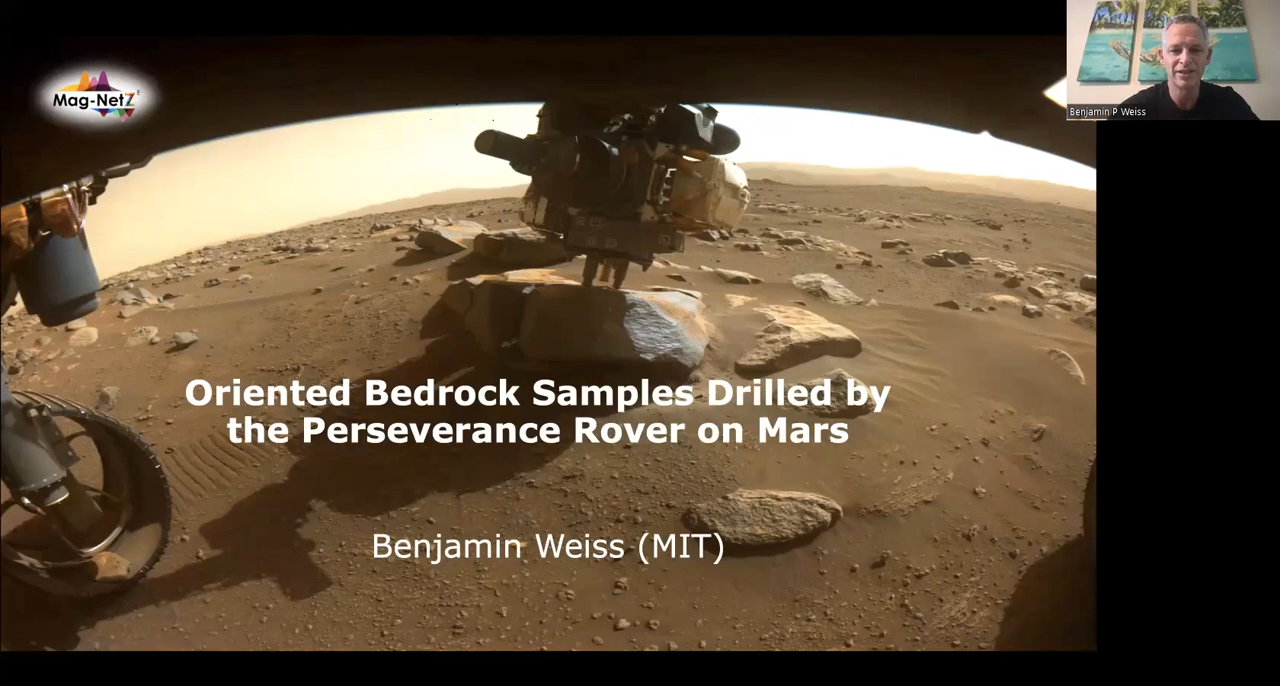 Mag-NetZ
Benjamin P Weiss
Oriented Bedrock Samples Drilled by
the Perseverance Rover on Mars
Benjamin Weiss (MIT)